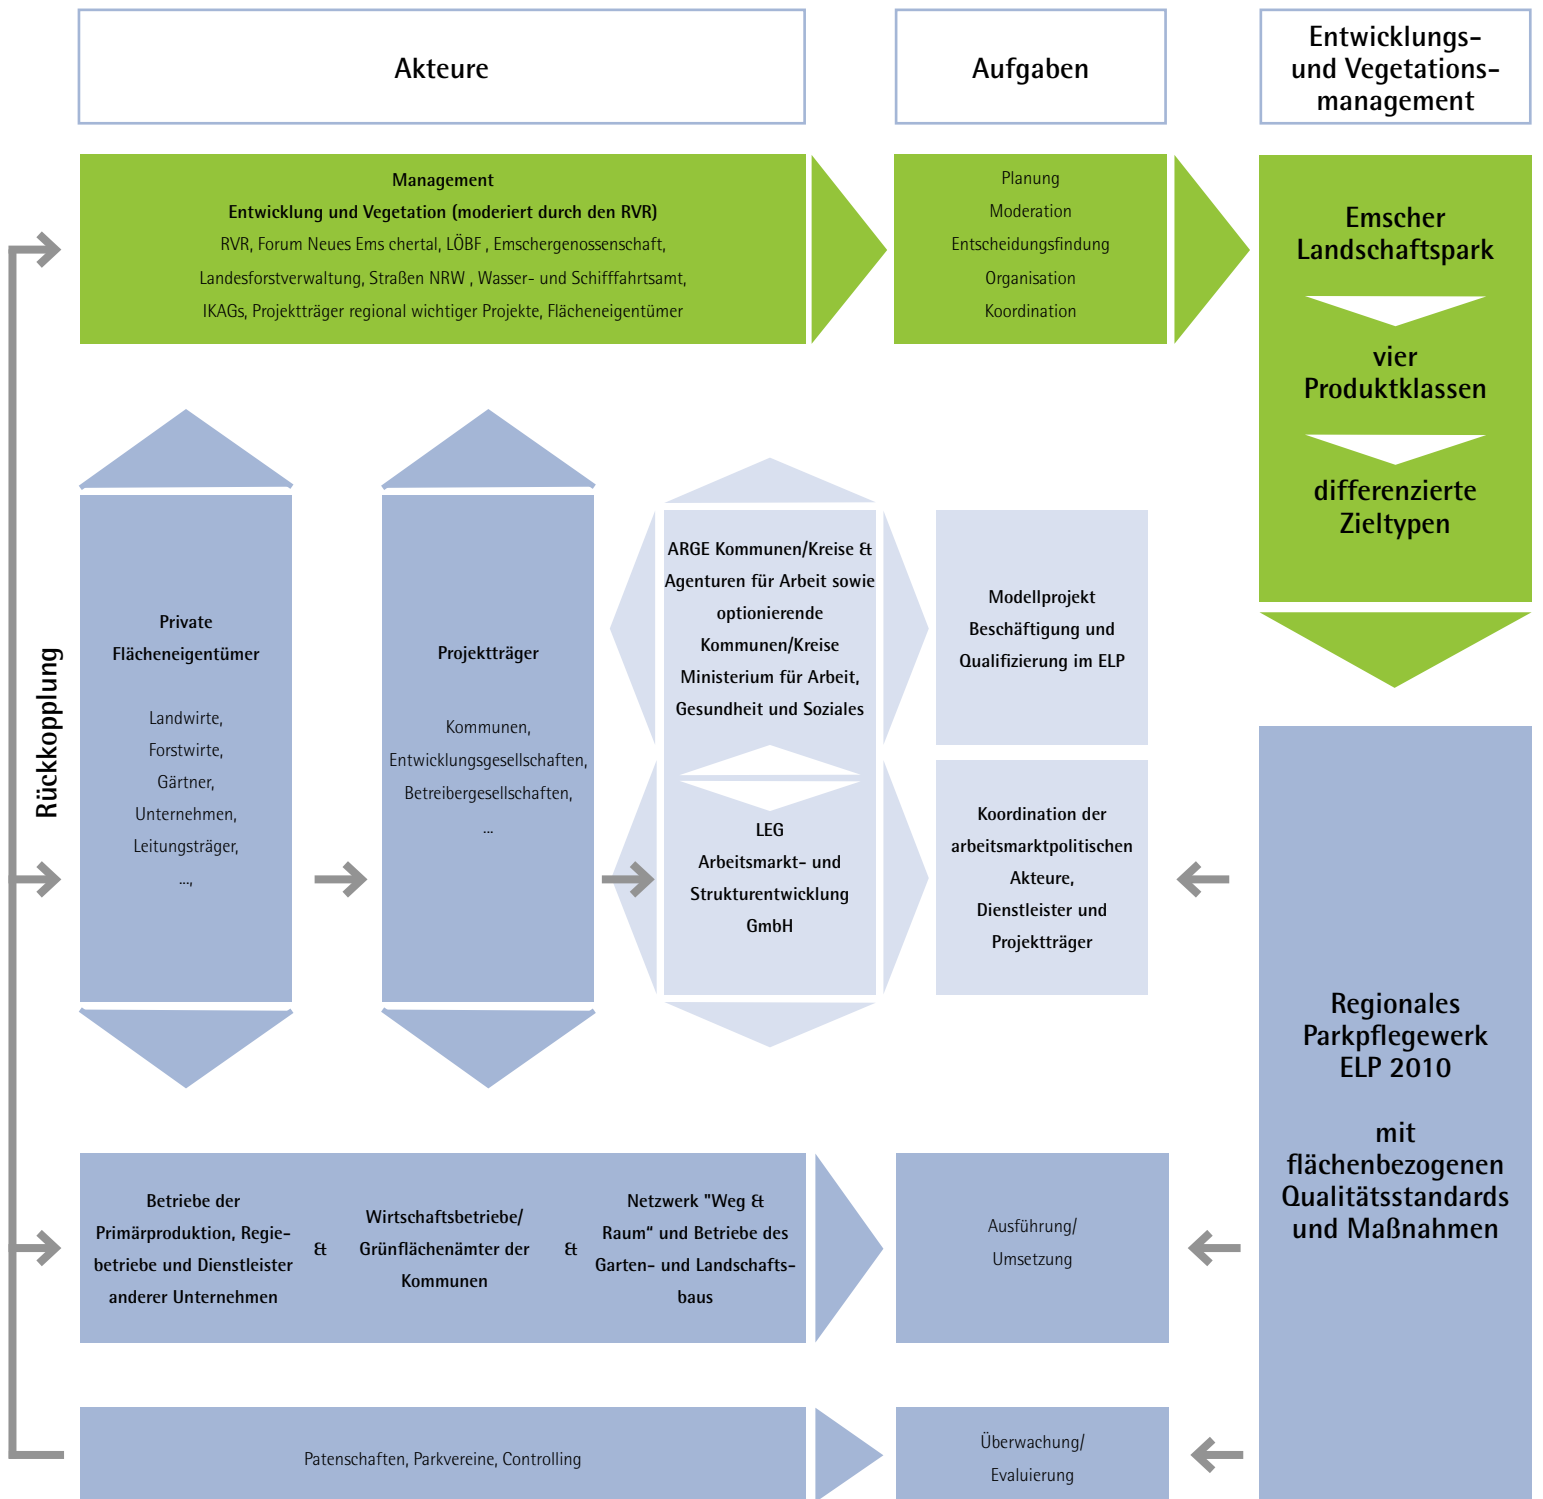 Akteure
Aufgaben
Entwicklungs-
und Vegetations-
management
Management
Entwicklung und Vegetation (moderiert durch den RVR)
RVR, Forum Neues Ems chertal, LÖBF , Emschergenossenschaft,
Landesforstverwaltung, Straßen NRW , Wasser- und Schifffahrtsamt,
IKAGs, Projektträger regional wichtiger Projekte, Flächeneigentümer
Planung
Moderation
Entscheidungsfindung
Organisation
Koordination
Emscher
Landschaftspark
vier
Produktklassen
differenzierte
Zieltypen
Rückkopplung
Private
Flächeneigentümer
Landwirte,
Forstwirte,
Gärtner,
Unternehmen,
Leitungsträger,
...,
Projektträger
Kommunen,
Entwicklungsgesellschaften,
Betreibergesellschaften,
...
ARGE Kommunen/Kreise &
Agenturen für Arbeit sowie
optionierende
Kommunen/Kreise
Ministerium für Arbeit,
Gesundheit und Soziales
LEG
Arbeitsmarkt- und
Strukturentwicklung
GmbH
Modellprojekt
Beschäftigung und
Qualifizierung im ELP
Koordination der
arbeitsmarktpolitischen
Akteure,
Dienstleister und
Projektträger
Regionales
Parkpflegewerk
ELP 2010
mit
flächenbezogenen
Qualitätsstandards
und Maßnahmen
Betriebe der
Primärproduktion, Regie-
betriebe und Dienstleister
anderer Unternehmen
&
Wirtschaftsbetriebe/
Grünflächenämter der
Kommunen
&
Netzwerk "Weg &
Raum“ und Betriebe des
Garten- und Landschafts-
baus
Ausführung/
Umsetzung
Patenschaften, Parkvereine, Controlling
Überwachung/
Evaluierung